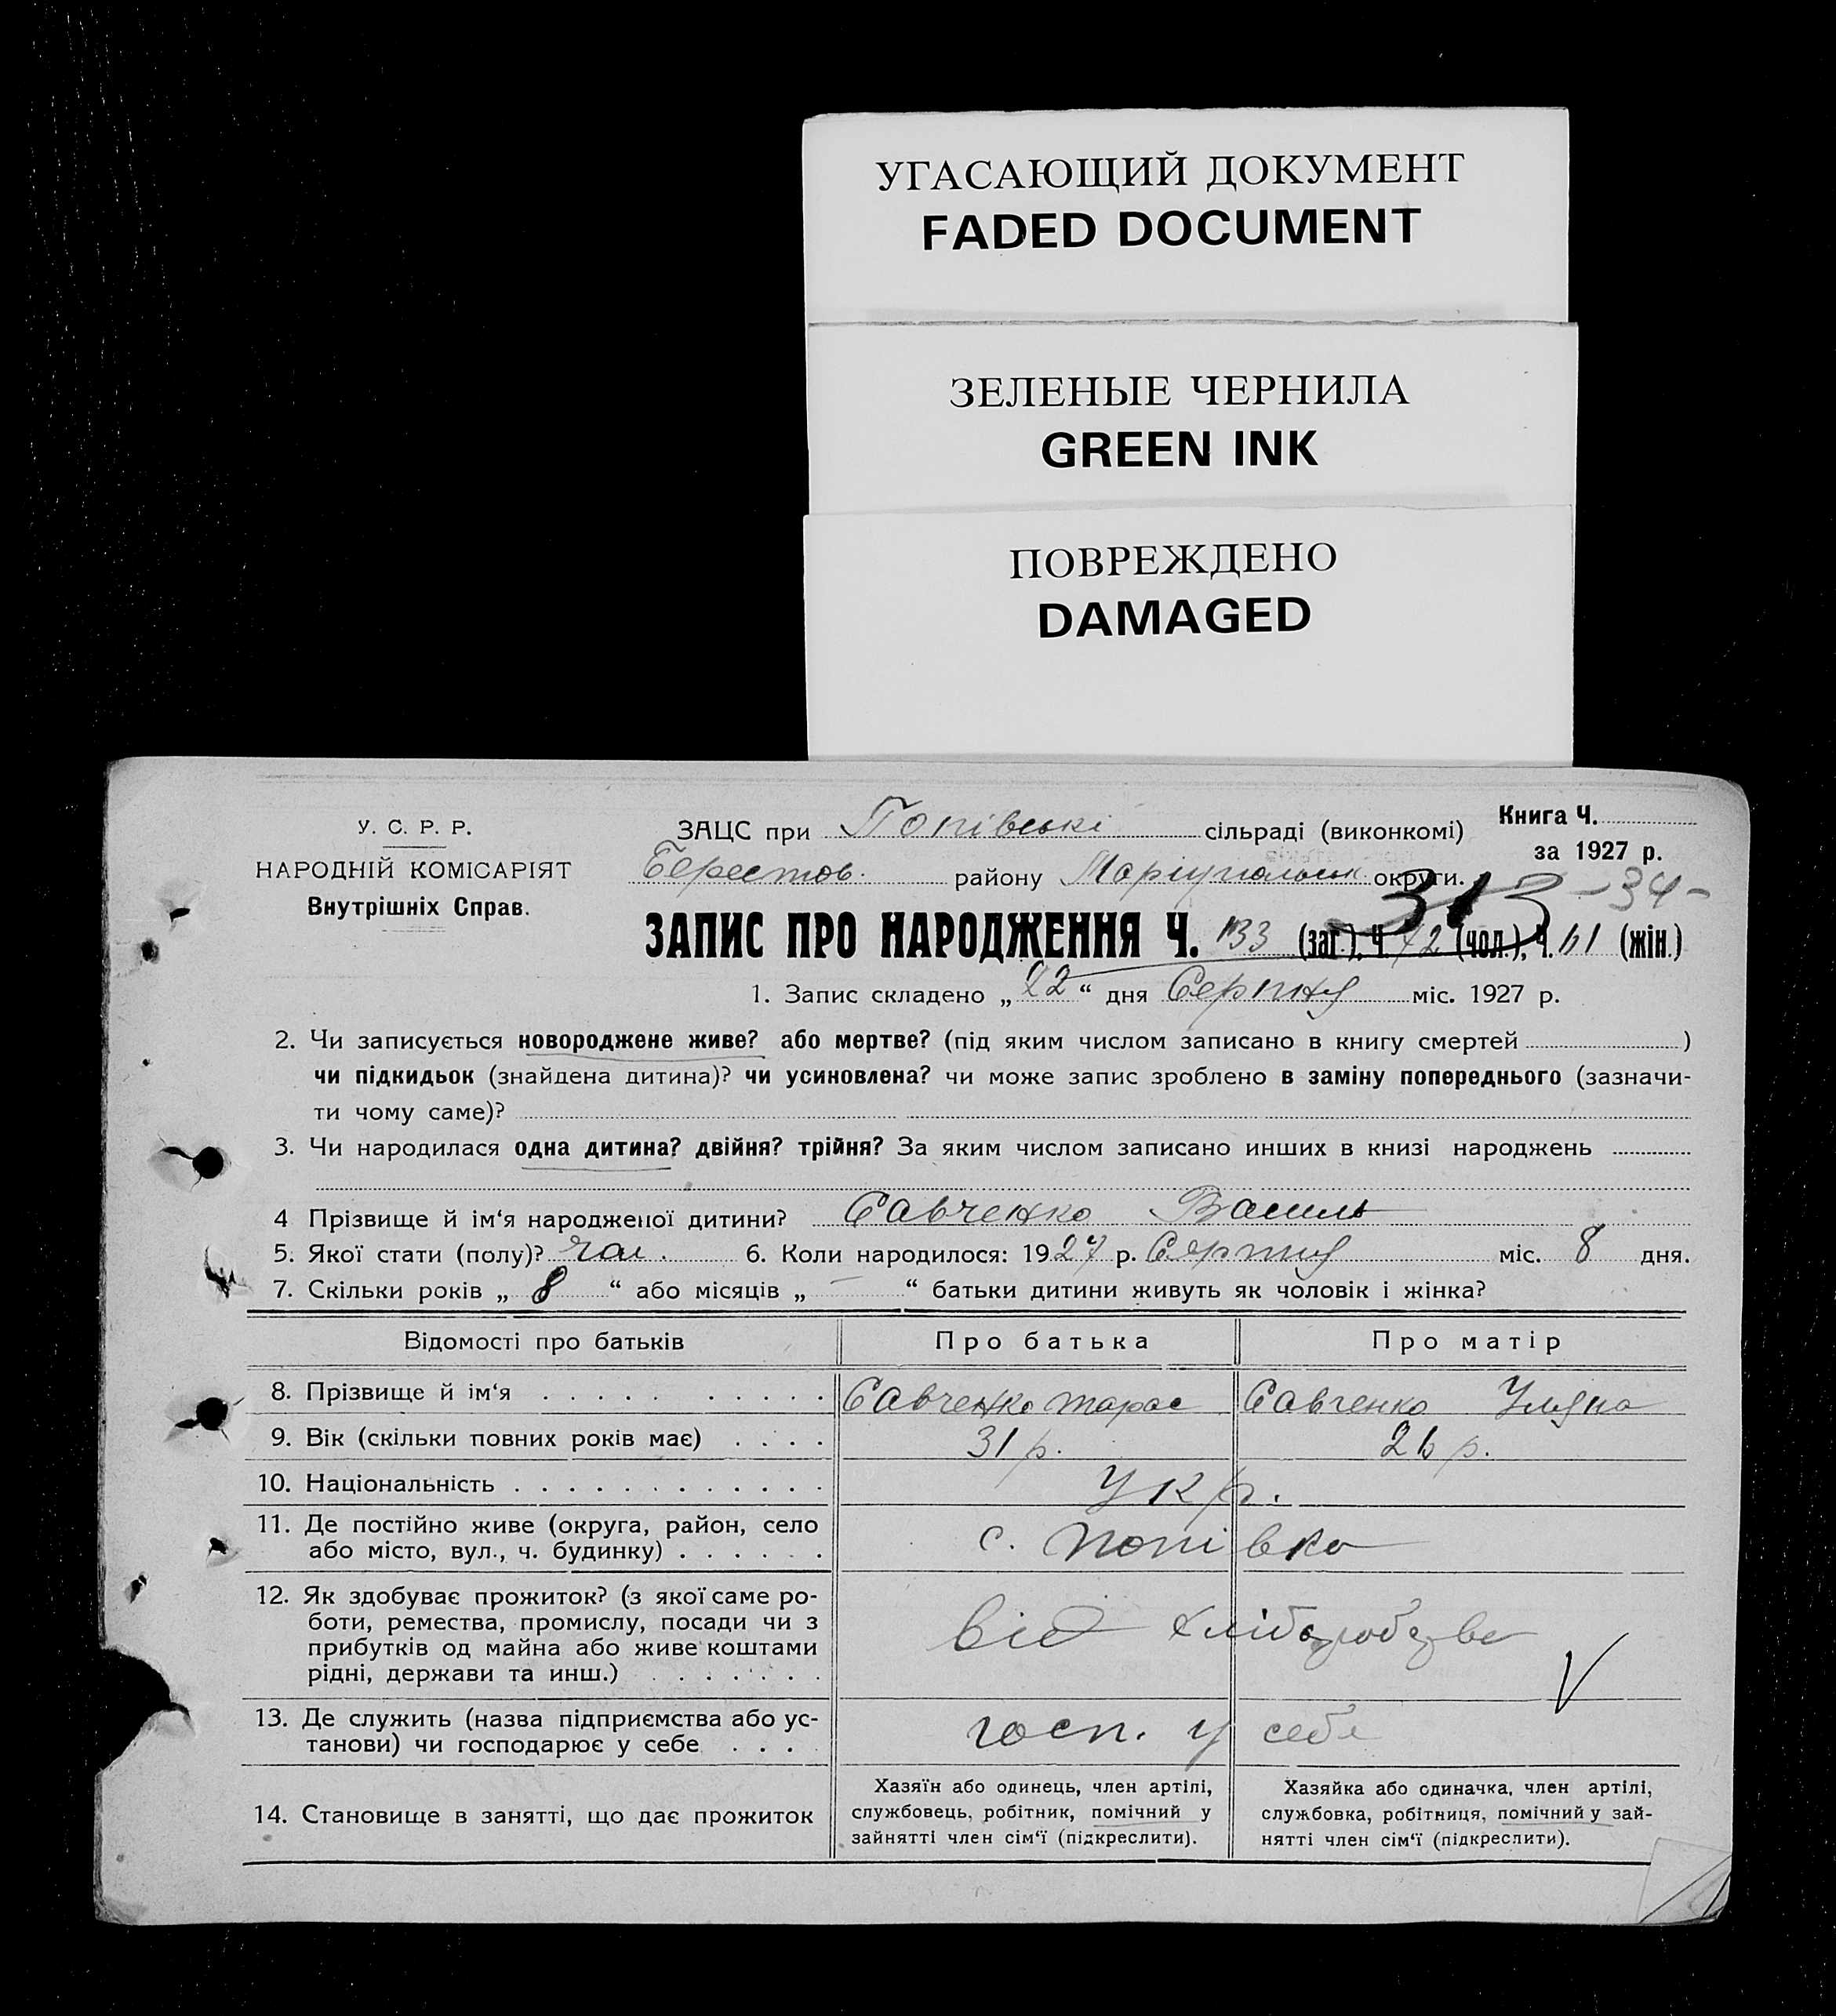 УГАСАЮЩИЙ ДОКУМЕНТ
FADED DOCUMENT
ЗЕЛЕНЫЕ ЧЕРНИЛА
GREEN INK
ПОВРЕЖДЕНО
DAMAGED
У. С. Р. Р.
НАРОДНІЙ КОМІСАРІЯТ
Внутрішніх Справ.
ЗАЦС при Попівські сільраді (виконкомі)
Книга Ч.
за 1927 р.
Берестов. району Маріупольськ. округи.
313 -34-
ЗАПИС ПРО НАРОДЖЕННЯ Ч. 133 (заг.), Ч. 72 (чол.), Ч. 61 (жін.)
1. Запис складено „ 22 “ дня Серпня міс. 1927 р.
2. Чи записується новороджене живе? або мертве? (під яким числом записано в книгу смертей )
чи підкидьок (знайдена дитина)? чи усиновлена? чи може запис зроблено в заміну попереднього (зазначи-
ти чому саме)?
3. Чи народилася одна дитина? двійня? трійня? За яким числом записано инших в книзі народжень
4 Прізвище й ім‘я народженої дитини? Савченко Василь
5. Якої стати (полу)? чол. 6. Коли народилося: 1927 р. Серпня міс. 8 дня.
7. Скільки років „ 8 “ або місяців „ — “ батьки дитини живуть як чоловік і жінка?
Відомості про батьків Про батька Про матір
8. Прізвище й ім‘я Савченко Тарас Савченко Уляна
9. Вік (скільки повних років має) 31 р. 26 р.
10. Національність Укр.
11. Де постійно живе (округа, район, село
або місто, вул., ч. будинку) с. Попівка
12. Як здобуває прожиток? (з якої саме ро-
боти, ремества, промислу, посади чи з
прибутків од майна або живе коштами
рідні, держави та инш.) від хліборобства
13. Де служить (назва підприємства або ус-
танови) чи господарює у себе госп. у себе
14. Становище в занятті, що дає прожиток
Хазяїн або одинець, член артілі,
службовець, робітник, помічний у
зайнятті член сім‘ї (підкреслити).
Хазяйка або одиначка, член артілі,
службовка, робітниця, помічний у зай-
нятті член сім‘ї (підкреслити).